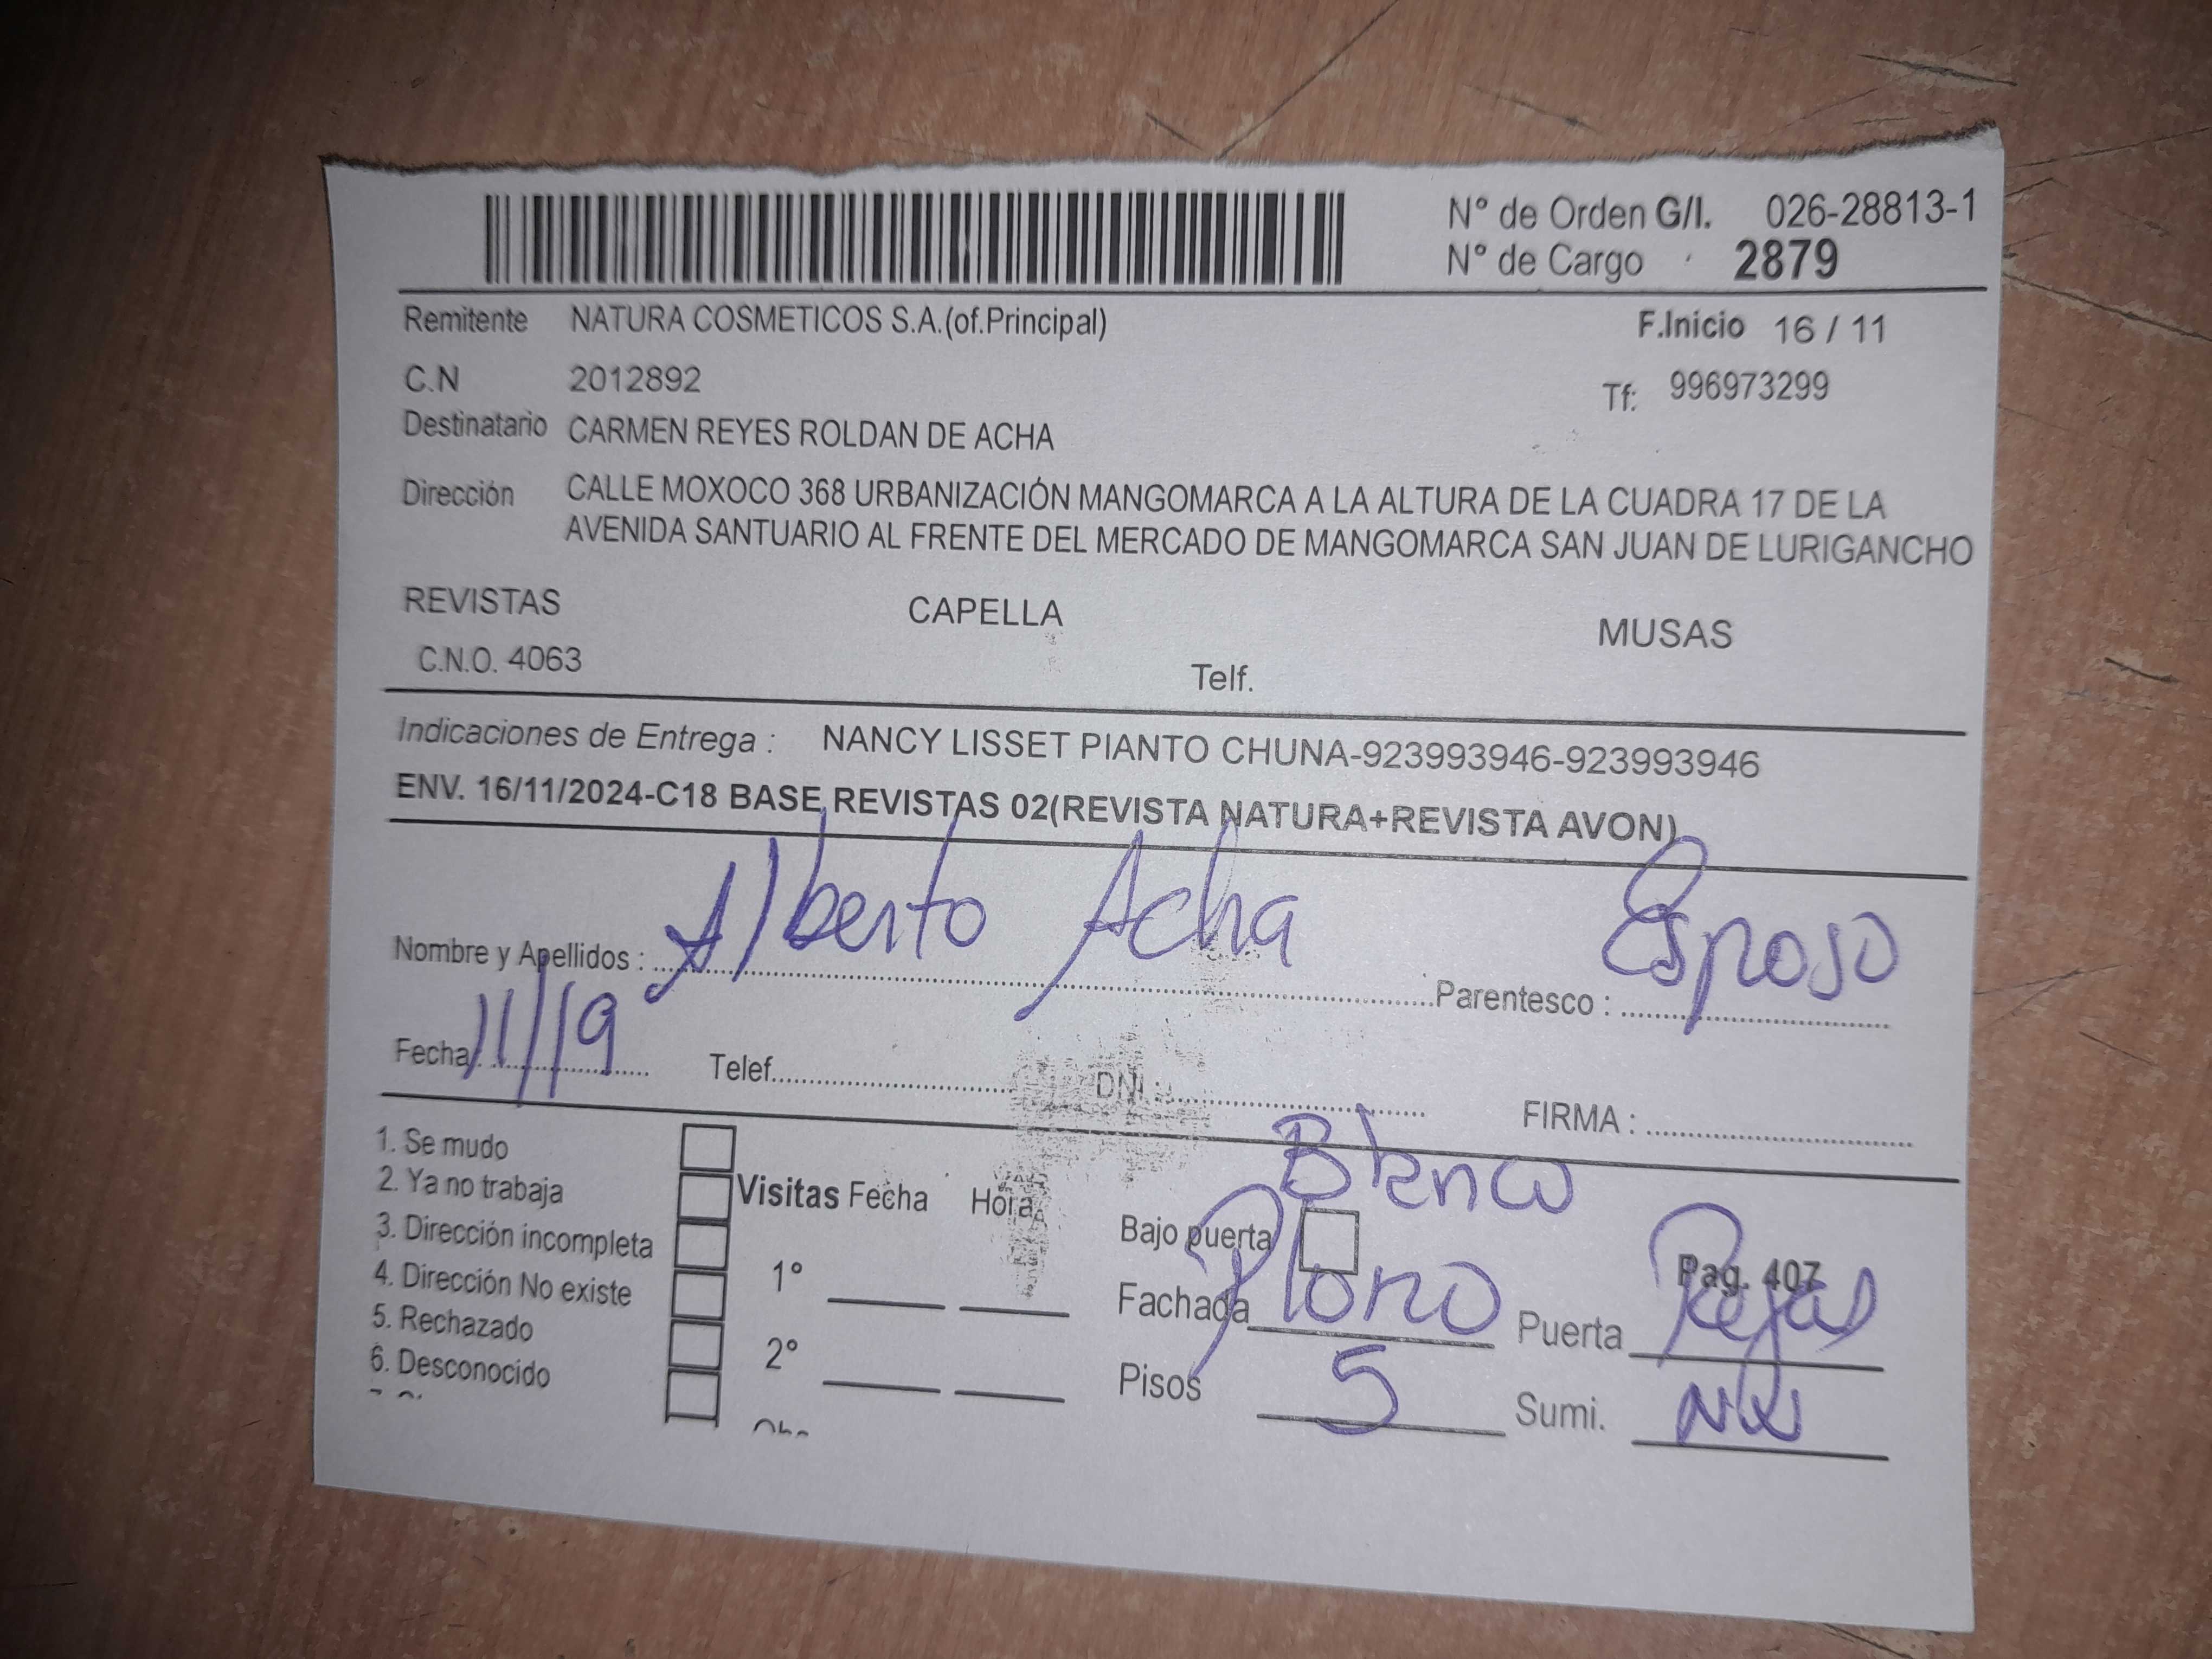 N° de Orden G/I. 026-28813-1
N° de Cargo 2879
Remitente NATURA COSMETICOS S.A.(of.Principal) F.Inicio 16 / 11
C.N 2012892 Tf: 996973299
Destinatario CARMEN REYES ROLDAN DE ACHA
Dirección CALLE MOXOCO 368 URBANIZACIÓN MANGOMARCA A LA ALTURA DE LA CUADRA 17 DE LA
AVENIDA SANTUARIO AL FRENTE DEL MERCADO DE MANGOMARCA SAN JUAN DE LURIGANCHO
REVISTAS CAPELLA MUSAS
C.N.O. 4063 Telf.
Indicaciones de Entrega : NANCY LISSET PIANTO CHUNA-923993946-923993946
ENV. 16/11/2024-C18 BASE REVISTAS 02(REVISTA NATURA+REVISTA AVON)
Nombre y Apellidos : Alberto Acha Parentesco : Esposo
Fecha 11/19 Telef. DNI.: FIRMA :
1. Se mudo
2. Ya no trabaja Visitas Fecha Hora Blanco
3. Dirección incompleta Bajo puerta Pag. 407
4. Dirección No existe 1° Fachada Plomo Puerta Rejas
5. Rechazado
6. Desconocido 2° Pisos 5 Sumi.